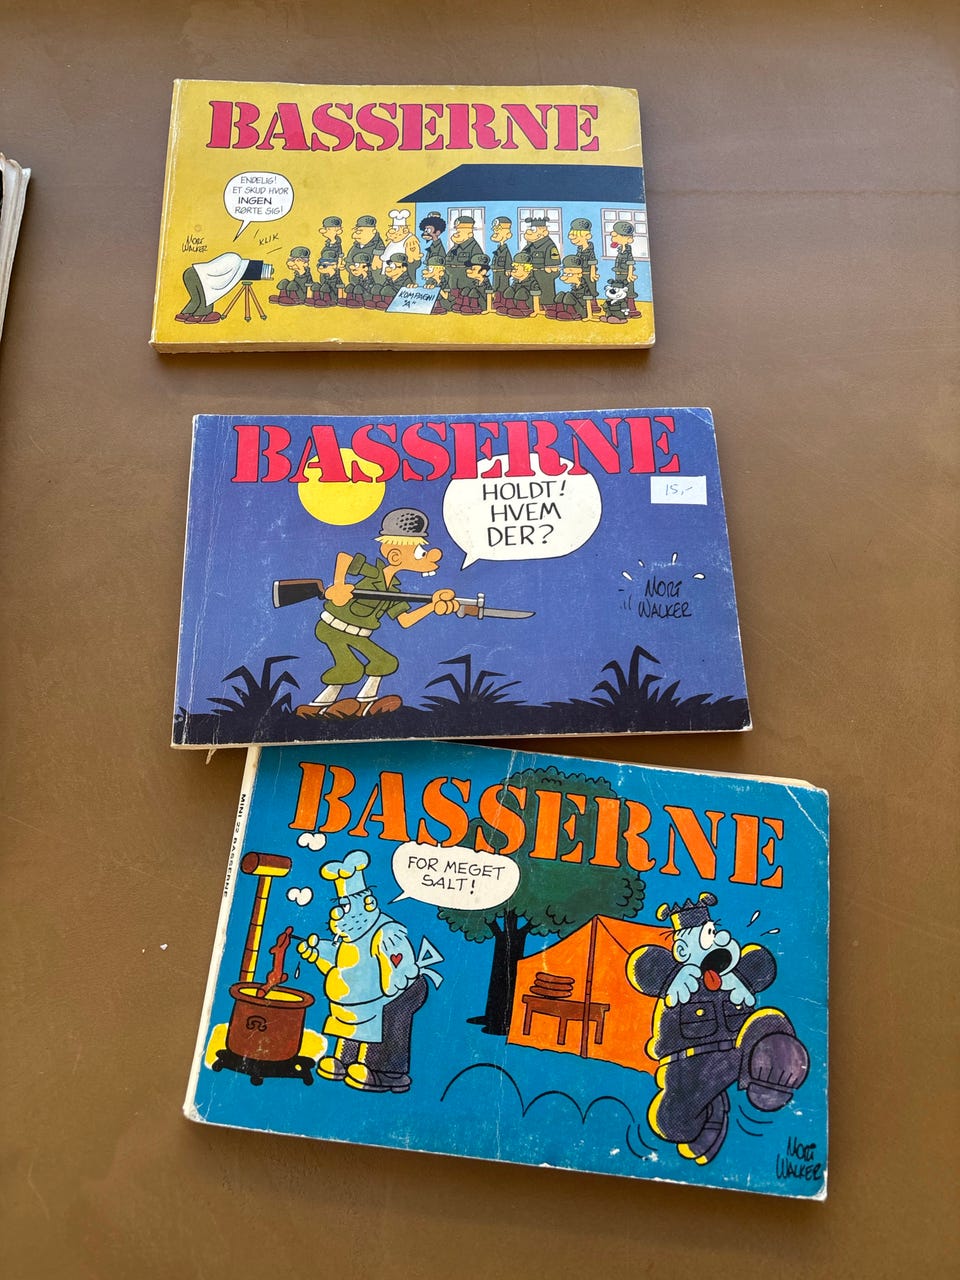 BASSERNE
ENDELIG!
ET SKUD HVOR
INGEN
RØRTE SIG!
KLIK
MORT
WALKER
KOMPAGNI
"A"
BASSERNE
15,-
HOLDT!
HVEM
DER?
MORT
WALKER
BASSERNE
MINI 22 BASSERNE
FOR MEGET
SALT!
MORT
WALKER